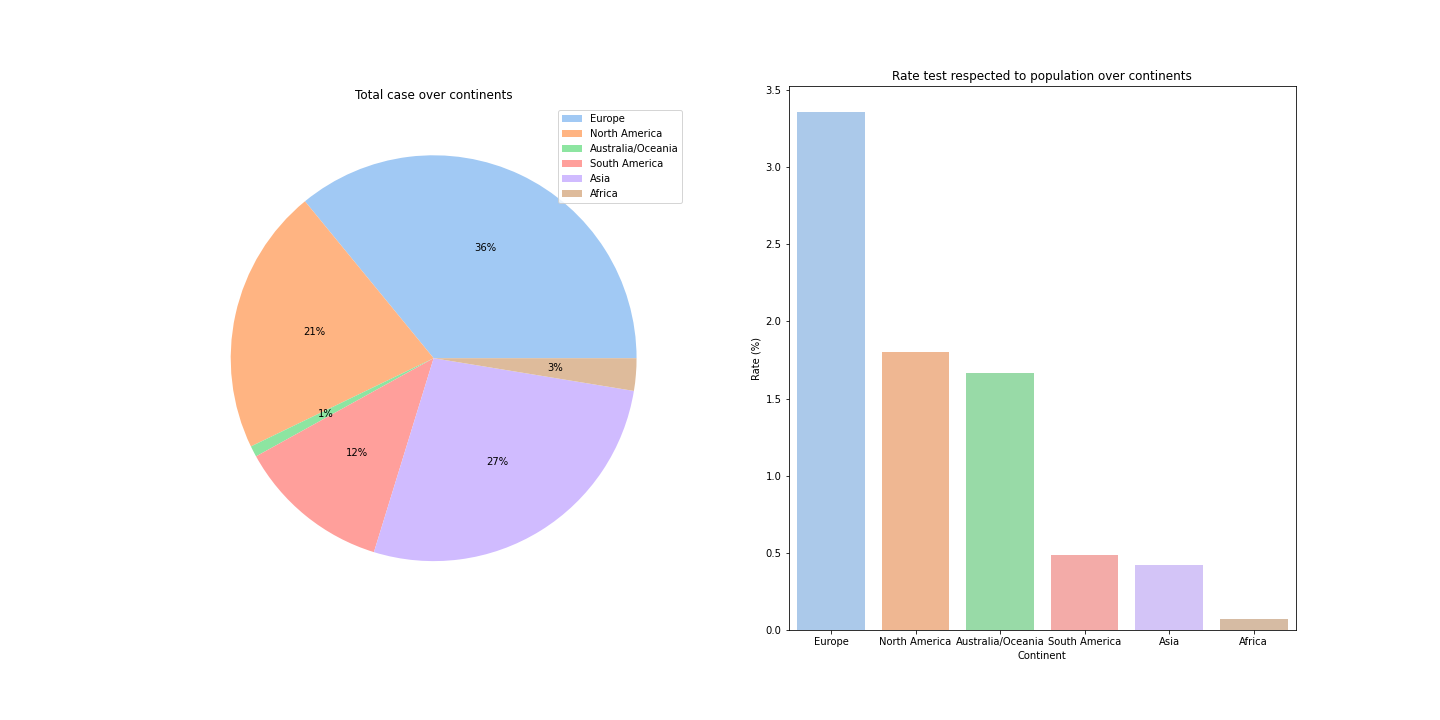 Total case over continents
Europe
North America
Australia/Oceania
South America
Asia
Africa
36%
21%
1%
12%
27%
3%
Rate test respected to population over continents
Rate (%)
3.5
3.0
2.5
2.0
1.5
1.0
0.5
0.0
Europe North America Australia/Oceania South America Asia Africa
Continent